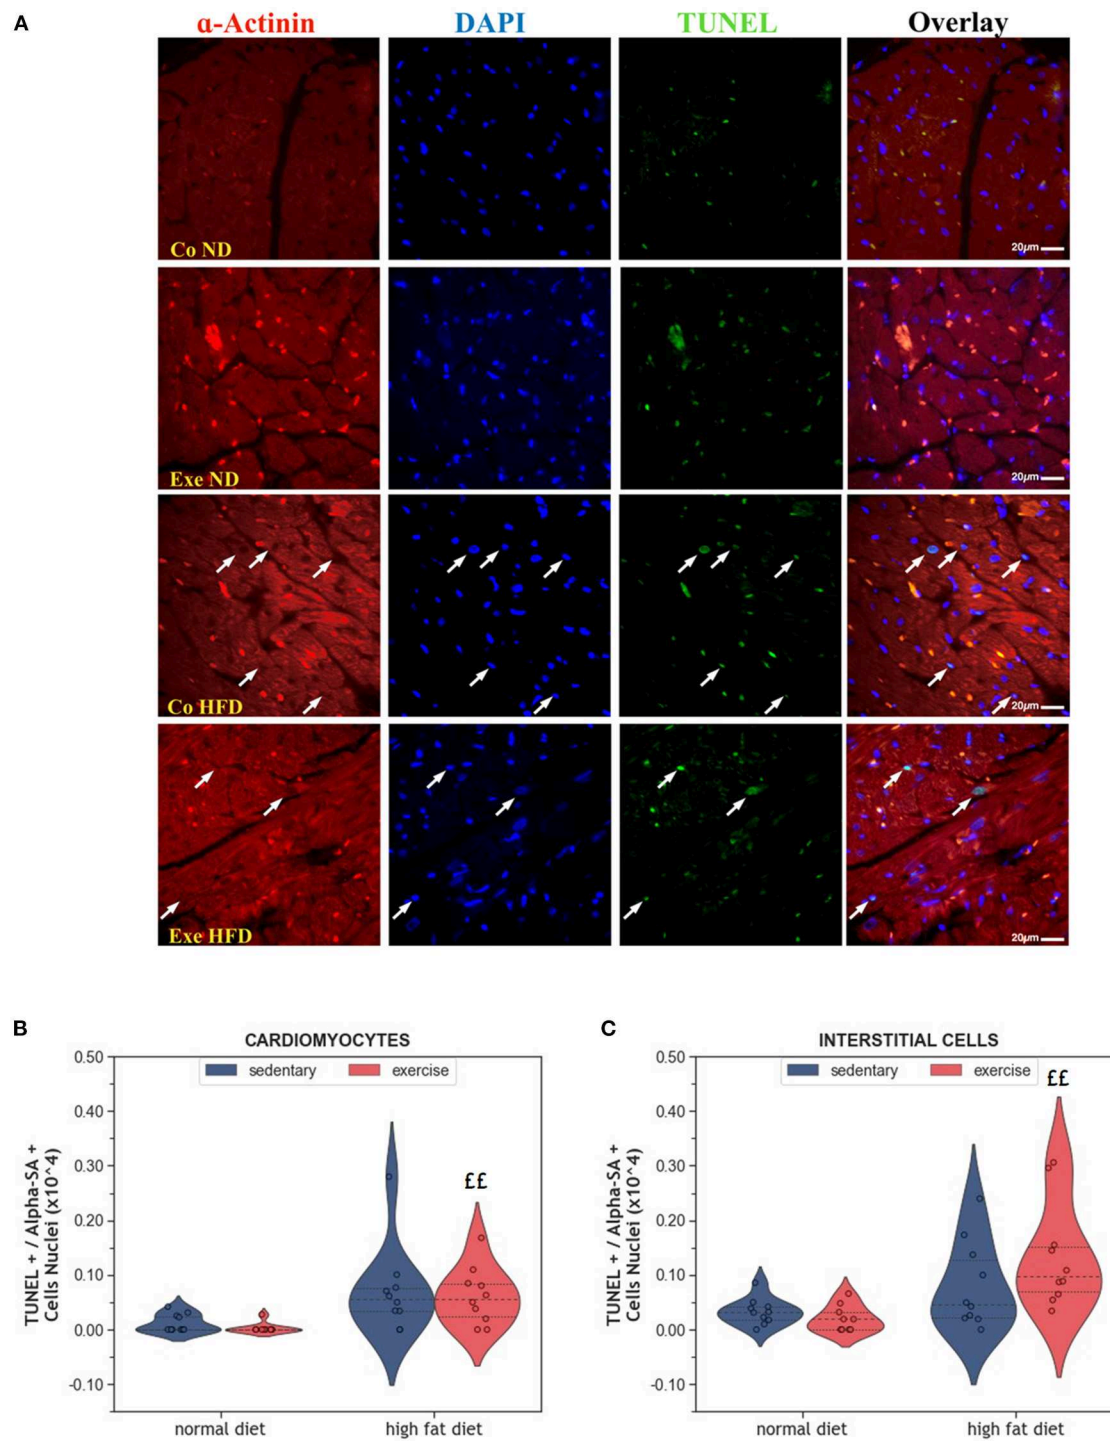 A
α-Actinin DAPI TUNEL Overlay
Co ND
20μm
Exe ND
20μm
Co HFD
20μm
Exe HFD
20μm
B
CARDIOMYOCYTES
sedentary exercise
££
0.50
0.40
0.30
0.20
0.10
0.00
-0.10
TUNEL + / Alpha-SA +
Cells Nuclei (x10^4)
normal diet high fat diet
C
INTERSTITIAL CELLS
sedentary exercise
££
0.50
0.40
0.30
0.20
0.10
0.00
-0.10
TUNEL + / Alpha-SA +
Cells Nuclei (x10^4)
normal diet high fat diet